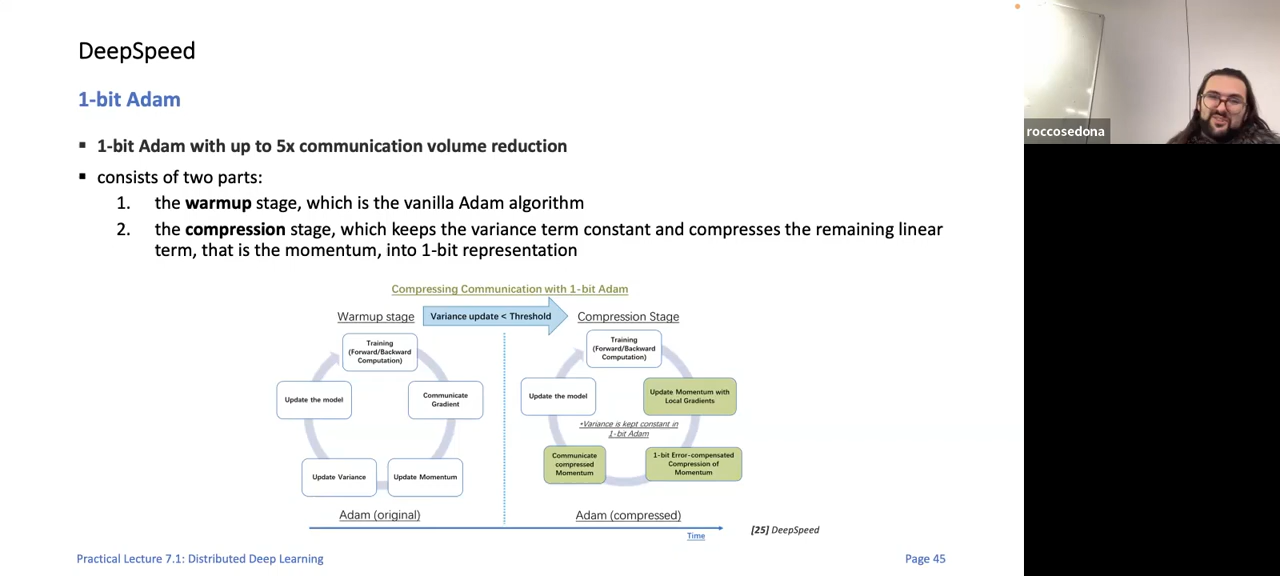 DeepSpeed
1-bit Adam
▪ 1-bit Adam with up to 5x communication volume reduction
▪ consists of two parts:
1. the warmup stage, which is the vanilla Adam algorithm
2. the compression stage, which keeps the variance term constant and compresses the remaining linear
term, that is the momentum, into 1-bit representation
Compressing Communication with 1-bit Adam
Warmup stage
Variance update < Threshold
Compression Stage
Training
(Forward/Backward
Computation)
Update the model
Communicate
Gradient
Update Variance
Update Momentum
Adam (original)
Training
(Forward/Backward
Computation)
Update the model
Update Momentum with
Local Gradients
•Variance is kept constant in
1-bit Adam
Communicate
compressed
Momentum
1-bit Error-compensated
Compression of
Momentum
Adam (compressed)
Time
[25] DeepSpeed
Practical Lecture 7.1: Distributed Deep Learning
Page 45
roccosedona